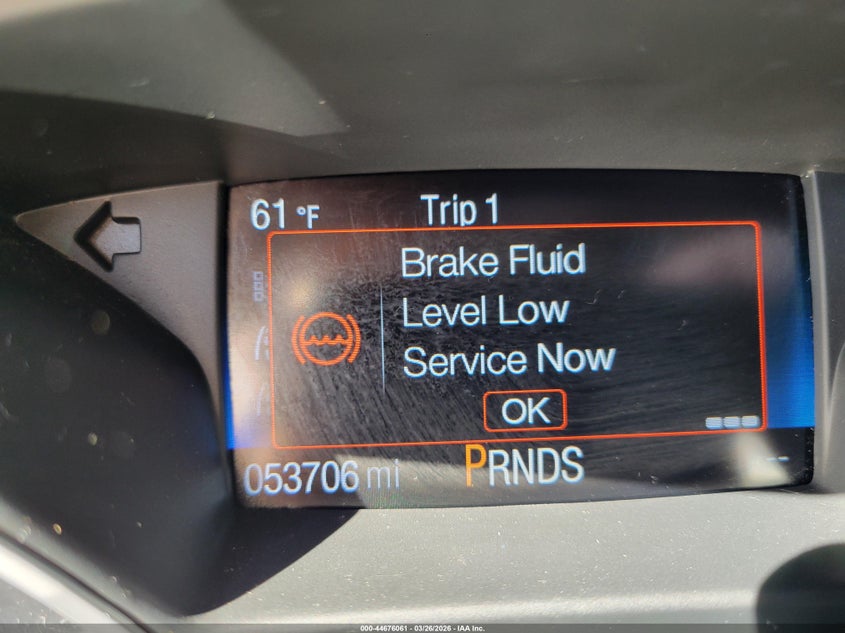 61 °F Trip 1
Brake Fluid
Level Low
Service Now
OK
053706 mi PRNDS --
000-44676061 | 03/26/2026 - IAA Inc.